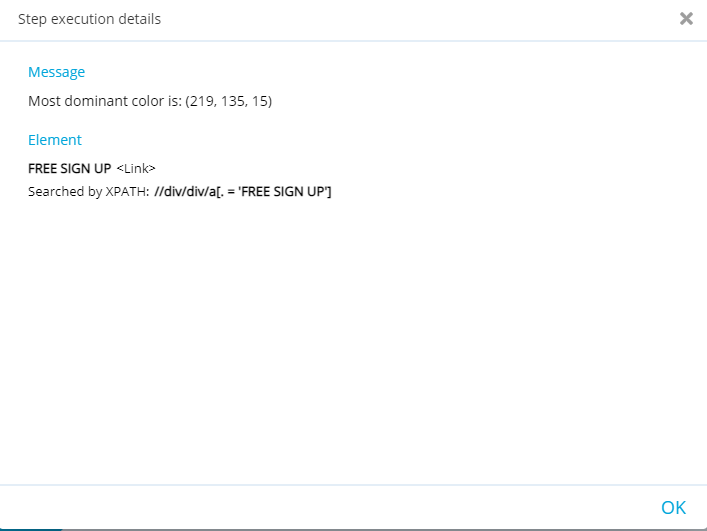 Step execution details
Message
Most dominant color is: (219, 135, 15)
Element
FREE SIGN UP <Link>
Searched by XPATH: //div/div/a[. = 'FREE SIGN UP']
OK